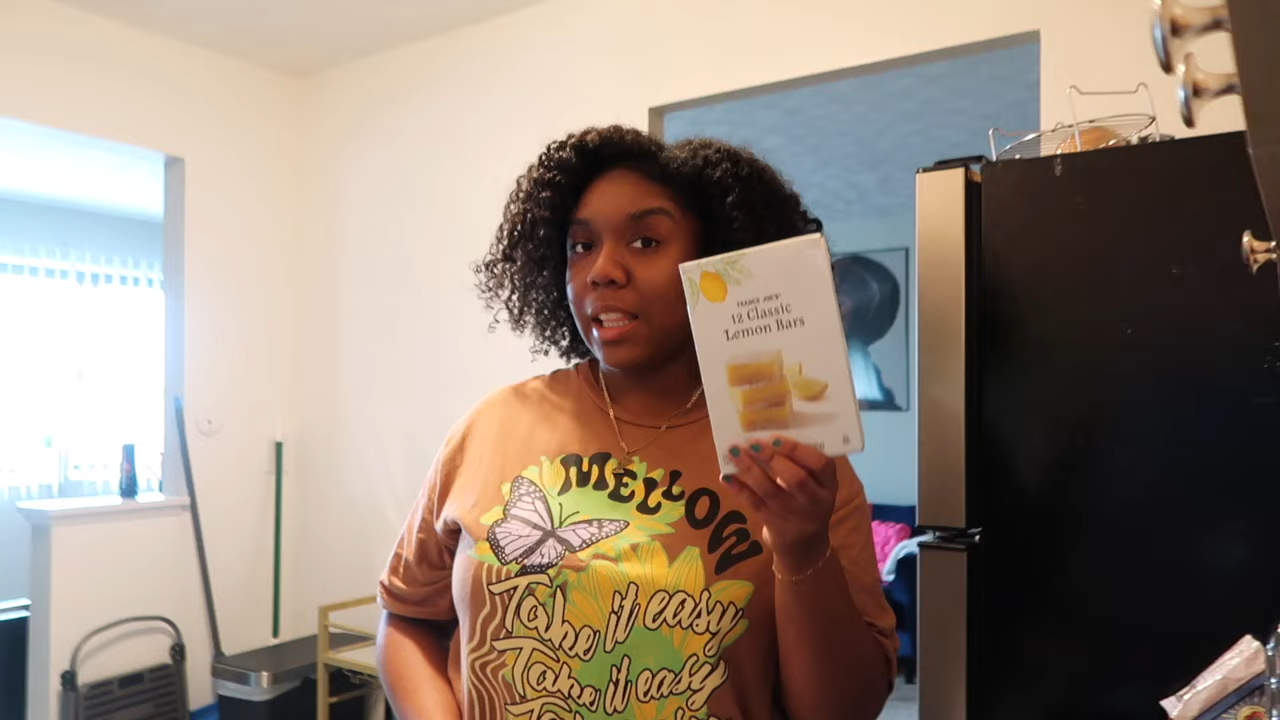 TRADER JOE'S
12 Classic
Lemon Bars
MELLOW
Take it easy
Take it easy